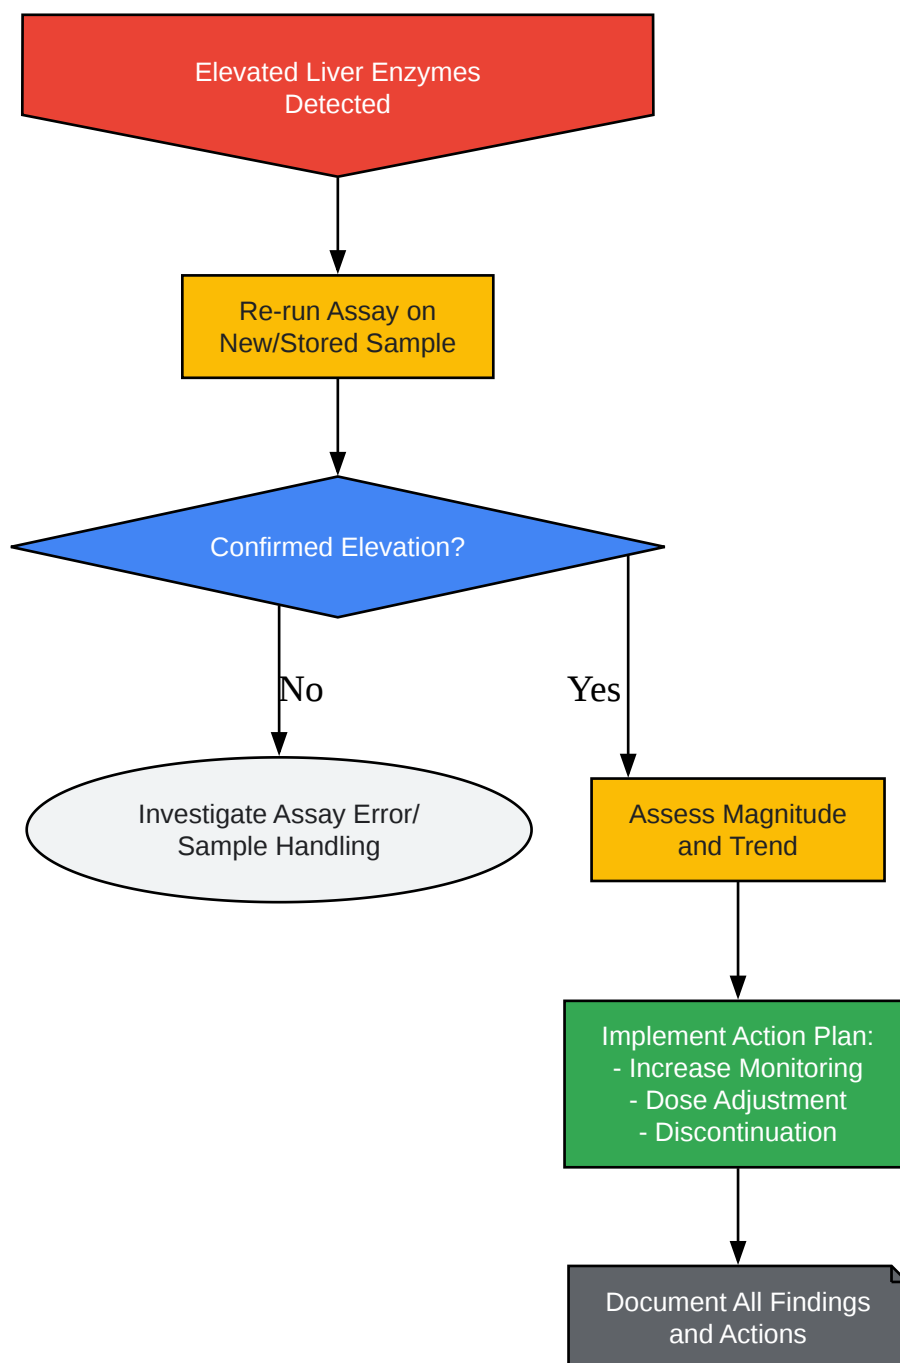 Elevated Liver Enzymes
Detected
Re-run Assay on
New/Stored Sample
Confirmed Elevation?
No
Yes
Investigate Assay Error/
Sample Handling
Assess Magnitude
and Trend
Implement Action Plan:
- Increase Monitoring
- Dose Adjustment
- Discontinuation
Document All Findings
and Actions